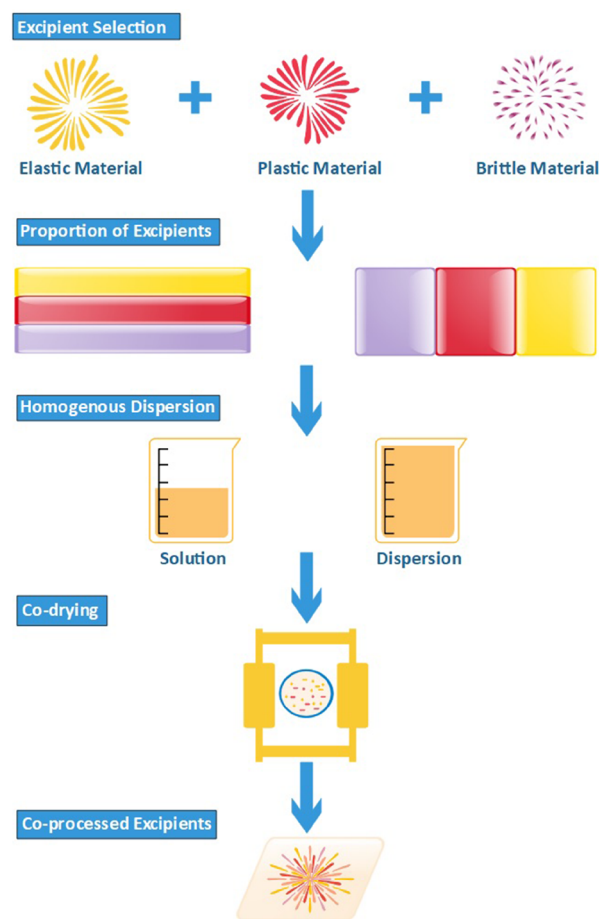 Excipient Selection
Elastic Material
Plastic Material
Brittle Material
Proportion of Excipients
Homogenous Dispersion
Solution
Dispersion
Co-drying
Co-processed Excipients